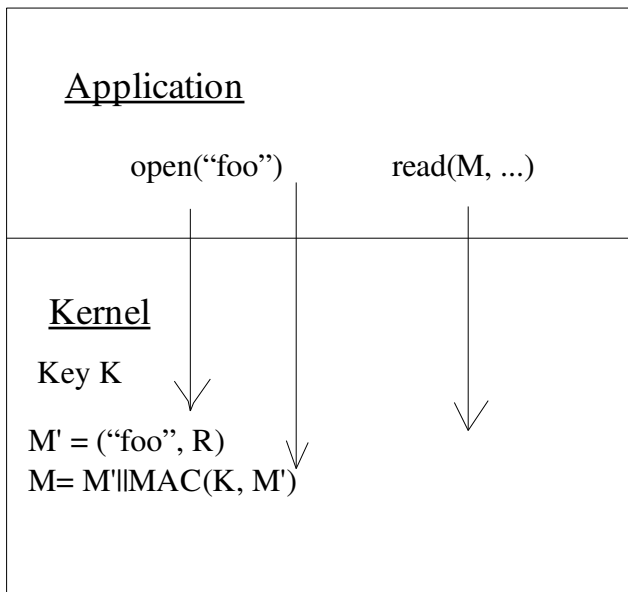 Application
open(“foo”) read(M, ...)
Kernel
Key K
M' = (“foo”, R)
M= M'||MAC(K, M')